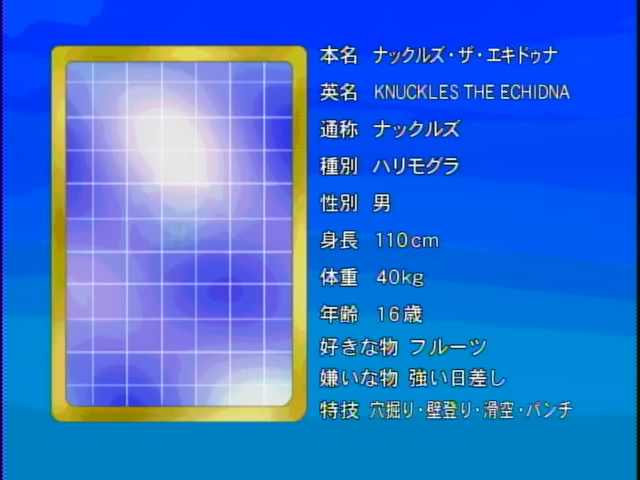 本名 ナックルズ・ザ・エキドゥナ
英名 KNUCKLES THE ECHIDNA
通称 ナックルズ
種別 ハリモグラ
性別 男
身長 110cm
体重 40kg
年齢 16歳
好きな物 フルーツ
嫌いな物 強い日差し
特技 穴掘り・壁登り・滑空・パンチ